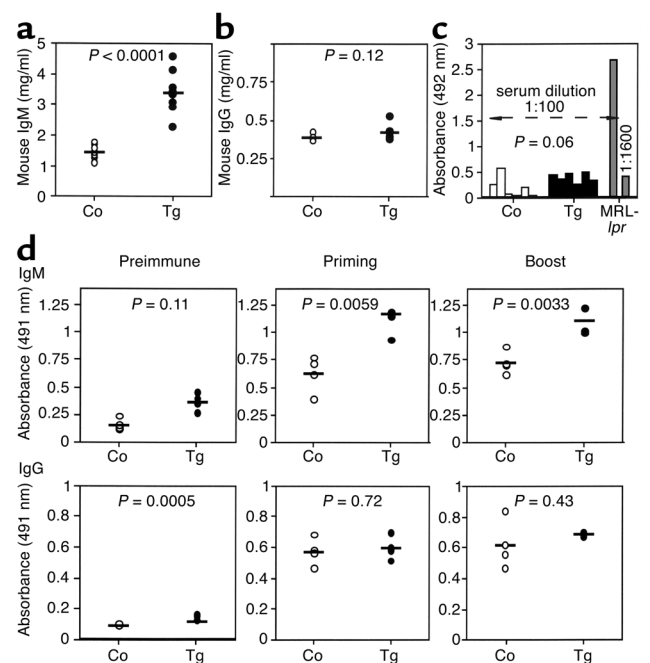 a
Mouse IgM (mg/ml)
5
4
3
2
1
0
P < 0.0001
Co
Tg
b
Mouse IgG (mg/ml)
0.75
0.5
0.25
P = 0.12
Co
Tg
c
Absorbance (492 nm)
3
2.5
2
1.5
1
0.5
0
serum dilution
1:100
P = 0.06
1:1600
Co
Tg
MRL-
lpr
d
Preimmune
Priming
Boost
IgM
Absorbance (491 nm)
1.25
1
0.75
0.5
0.25
0
P = 0.11
Co
Tg
1.25
1
0.75
0.5
0.25
0
P = 0.0059
Co
Tg
1.25
1
0.75
0.5
0.25
0
P = 0.0033
Co
Tg
IgG
Absorbance (491 nm)
1
0.8
0.6
0.4
0.2
0
P = 0.0005
Co
Tg
1
0.8
0.6
0.4
0.2
0
P = 0.72
Co
Tg
1
0.8
0.6
0.4
0.2
0
P = 0.43
Co
Tg